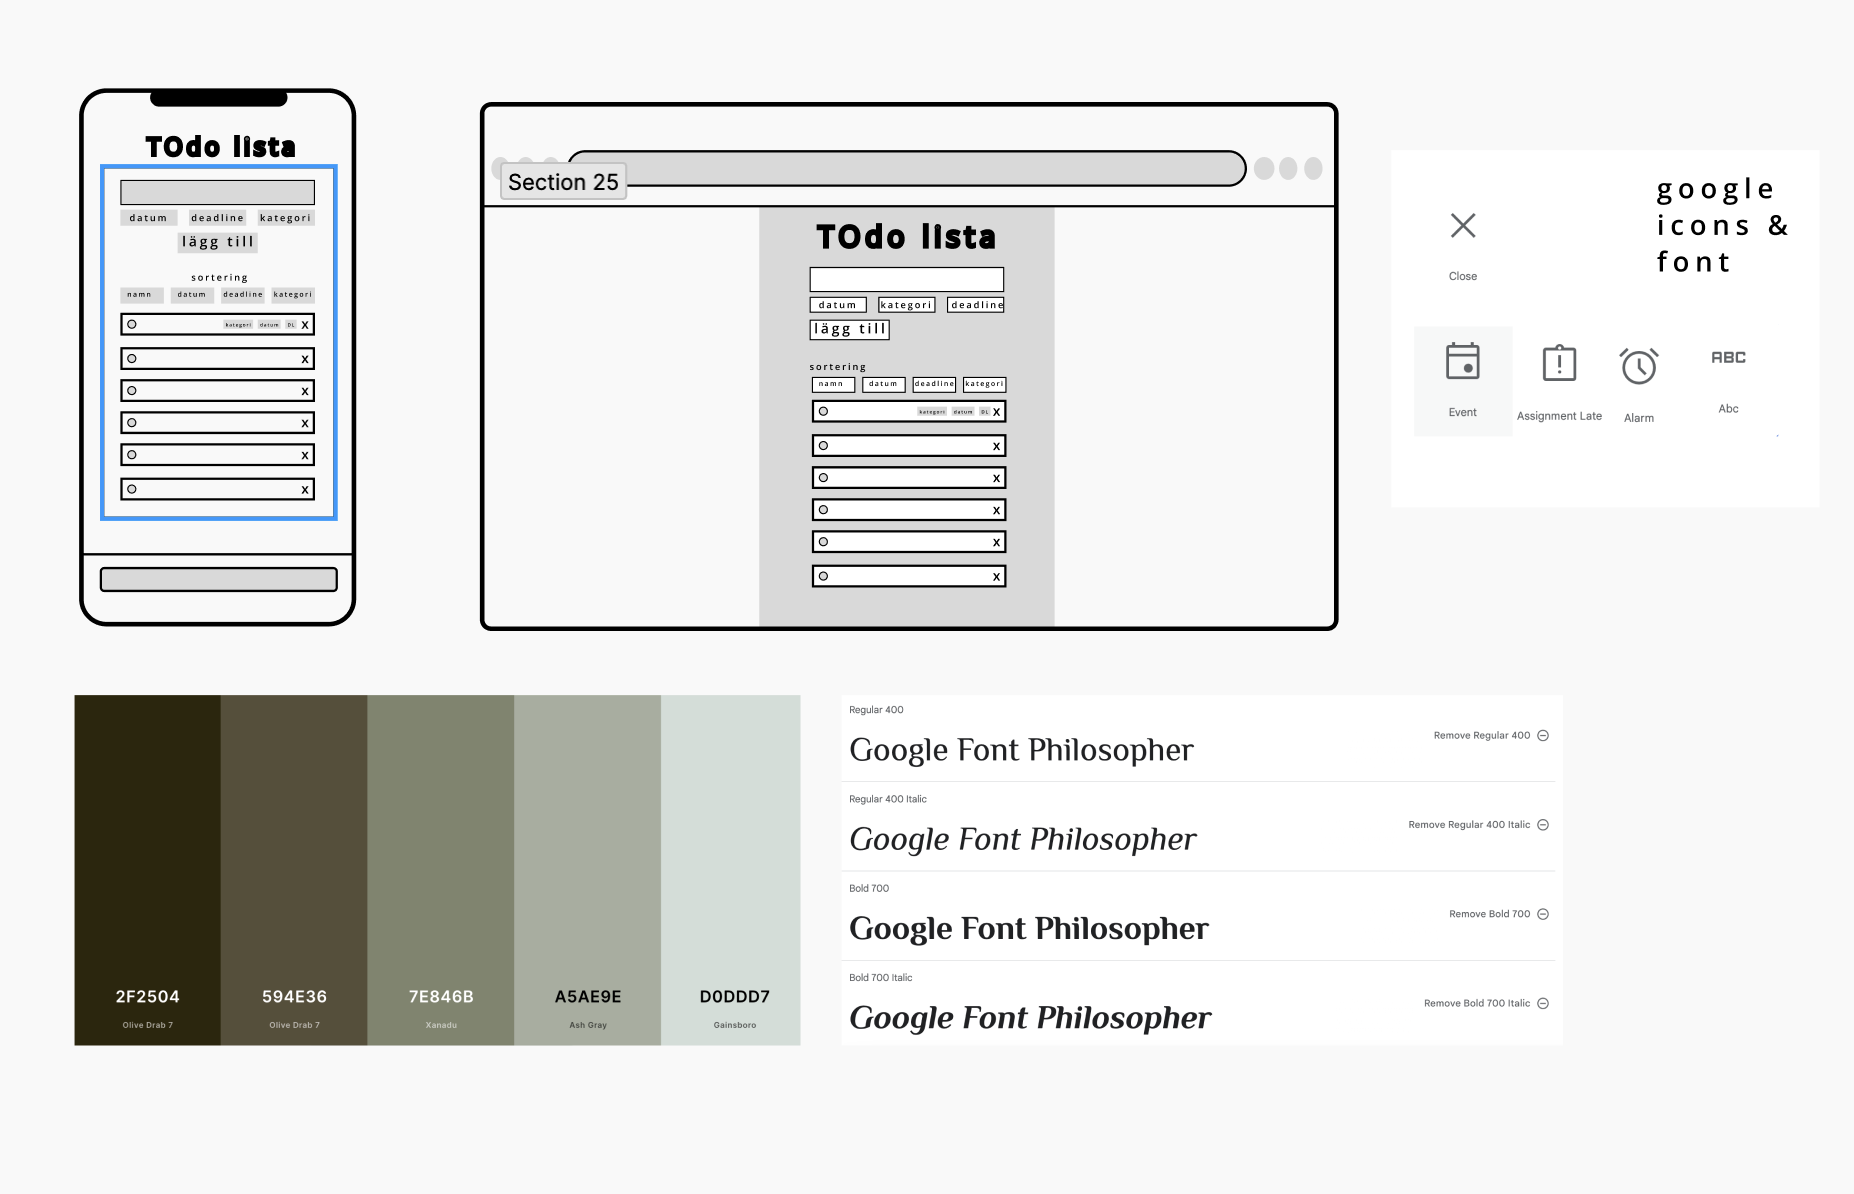 TOdo lista
datum
deadline
kategori
lägg till
sortering
namn
datum
deadline
kategori
kategori
datum
DL
X
X
X
X
X
X
Section 25
TOdo lista
datum
kategori
deadline
lägg till
sortering
namn
datum
deadline
kategori
kategori
datum
DL
X
X
X
X
X
X
google
icons &
font
Close
Event
Assignment Late
Alarm
ABC
Abc
2F2504
Olive Drab 7
594E36
Olive Drab 7
7E846B
Xanadu
A5AE9E
Ash Gray
D0DDD7
Gainsboro
Regular 400
Google Font Philosopher
Remove Regular 400
Regular 400 Italic
Google Font Philosopher
Remove Regular 400 Italic
Bold 700
Google Font Philosopher
Remove Bold 700
Bold 700 Italic
Google Font Philosopher
Remove Bold 700 Italic